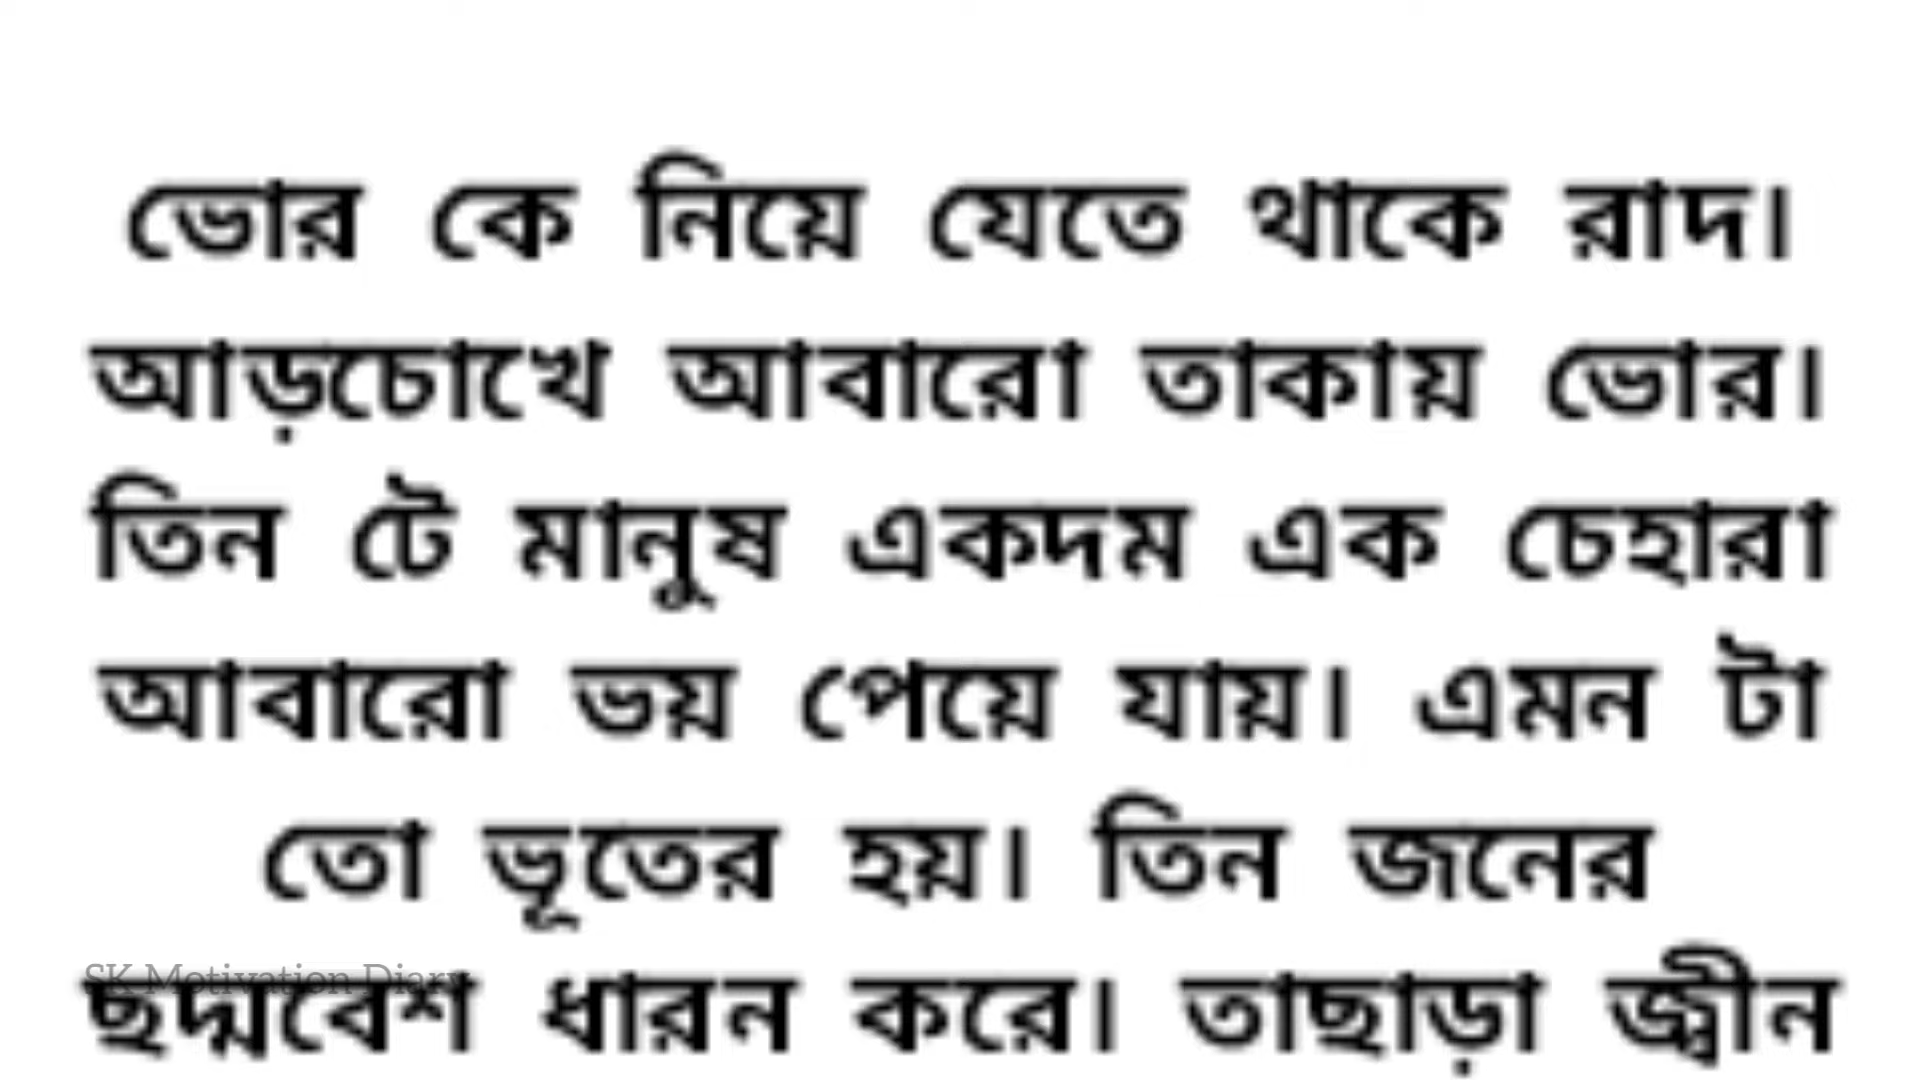 ভোর কে নিয়ে যেতে থাকে রাদ।
আড়চোখে আবারো তাকায় ভোর।
তিন টে মানুষ একদম এক চেহারা
আবারো ভয় পেয়ে যায়। এমন টা
তো ভূতের হয়। তিন জনের
SK Motivation Diary
ছদ্মবেশ ধারন করে। তাছাড়া জ্বীন